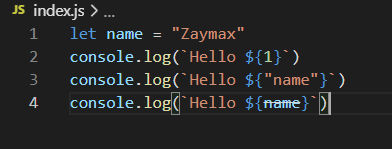 JS index.js > ...
1 let name = "Zaymax"
2 console.log(`Hello ${1}`)
3 console.log(`Hello ${"name"}`)
4 console.log(`Hello ${name}`)